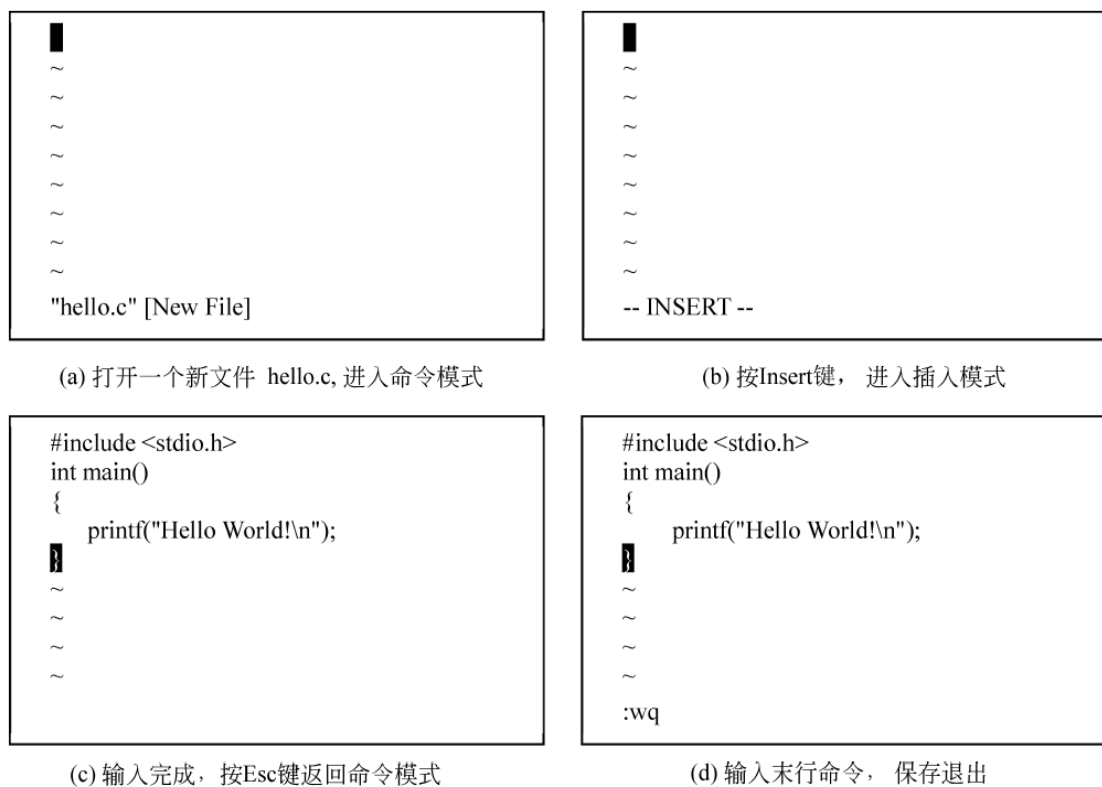 ~
~
~
~
~
~
~
~
"hello.c" [New File]
(a) 打开一个新文件 hello.c, 进入命令模式
~
~
~
~
~
~
~
~
-- INSERT --
(b) 按Insert键， 进入插入模式
#include <stdio.h>
int main()
{
printf("Hello World!\n");
}
~
~
~
~
(c) 输入完成，按Esc键返回命令模式
#include <stdio.h>
int main()
{
printf("Hello World!\n");
}
~
~
~
~
:wq
(d) 输入末行命令， 保存退出